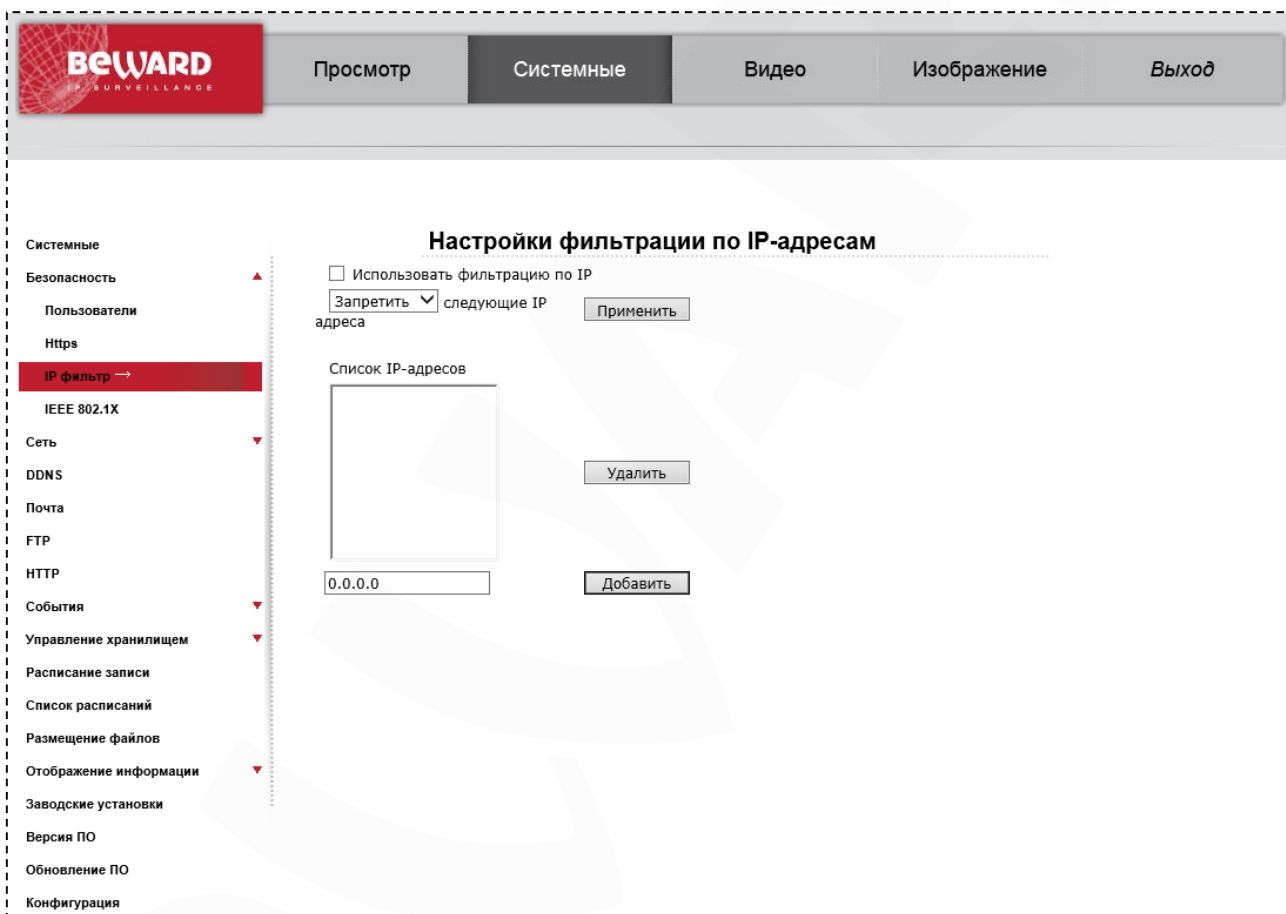 BEWARD
IP SURVEILLANCE
Просмотр
Системные
Видео
Изображение
Выход
Системные
Безопасность
Пользователи
Https
IP фильтр →
IEEE 802.1X
Сеть
DDNS
Почта
FTP
HTTP
События
Управление хранилищем
Расписание записи
Список расписаний
Размещение файлов
Отображение информации
Заводские установки
Версия ПО
Обновление ПО
Конфигурация
Настройки фильтрации по IP-адресам
Использовать фильтрацию по IP
Запретить следующие IP
адреса
Применить
Список IP-адресов
Удалить
0.0.0.0
Добавить